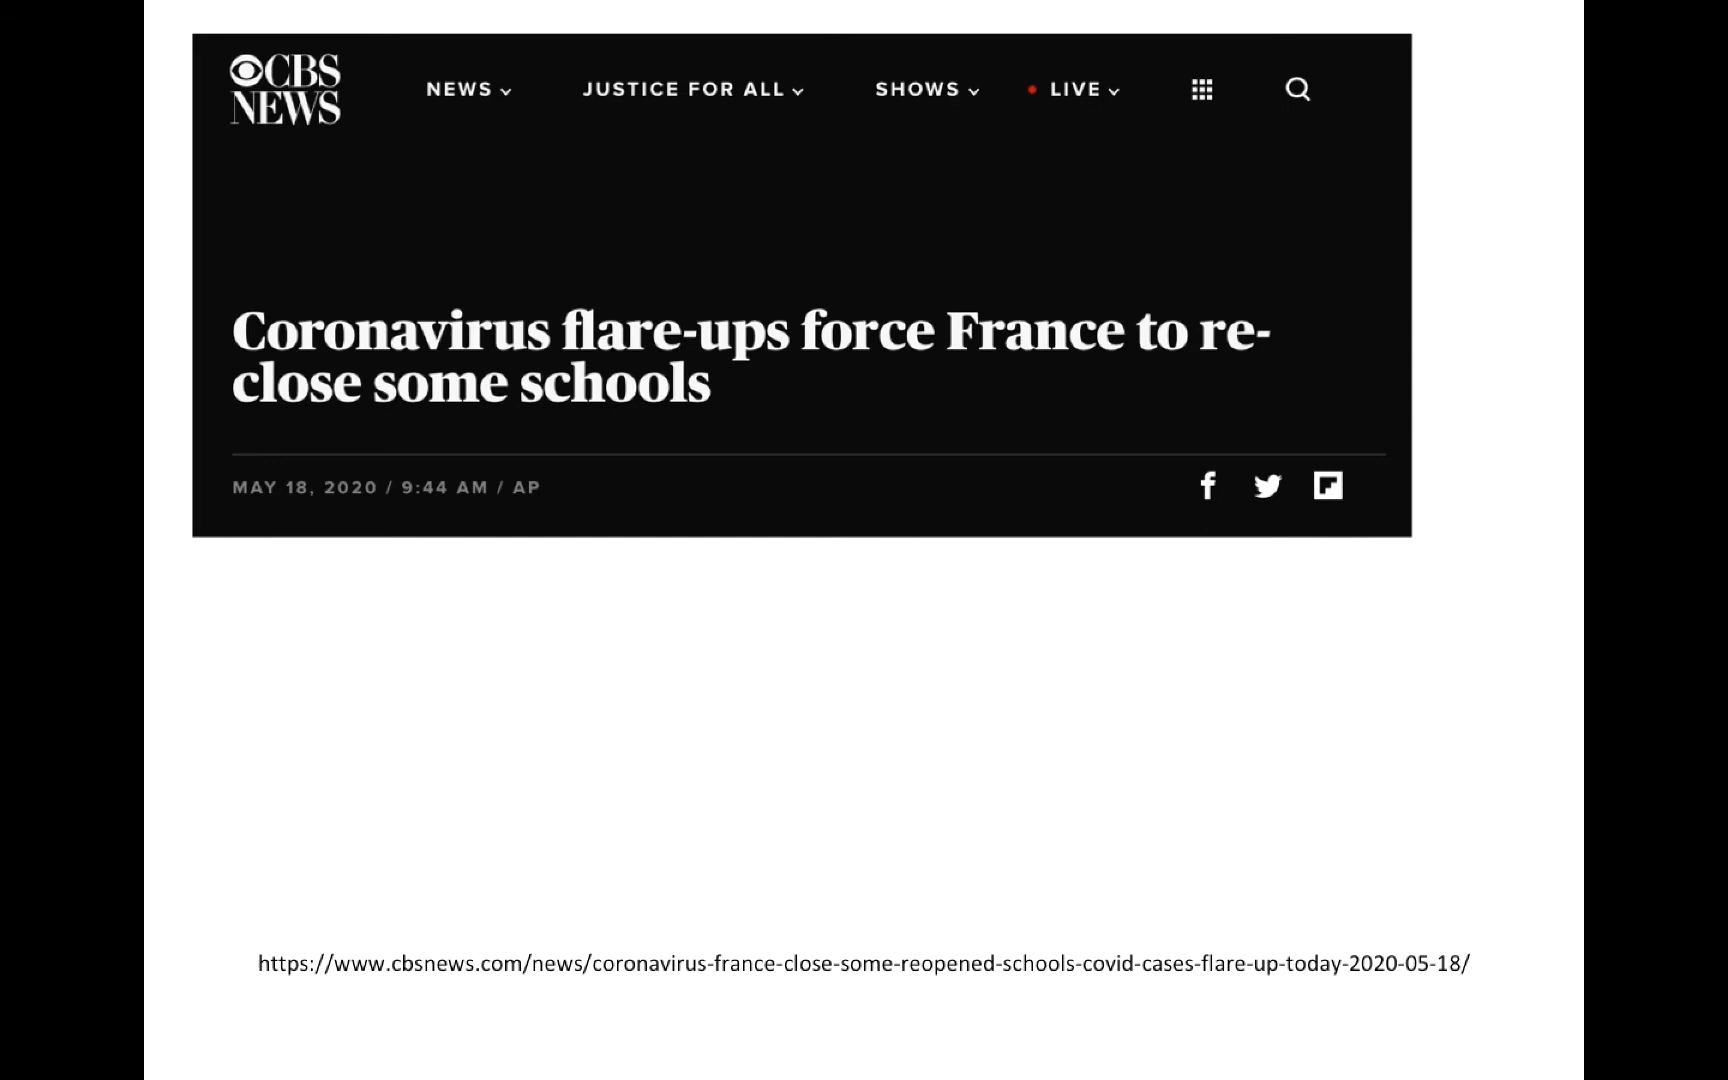 CBS
NEWS
NEWS JUSTICE FOR ALL SHOWS LIVE
Coronavirus flare-ups force France to re-
close some schools
MAY 18, 2020 / 9:44 AM / AP
https://www.cbsnews.com/news/coronavirus-france-close-some-reopened-schools-covid-cases-flare-up-today-2020-05-18/